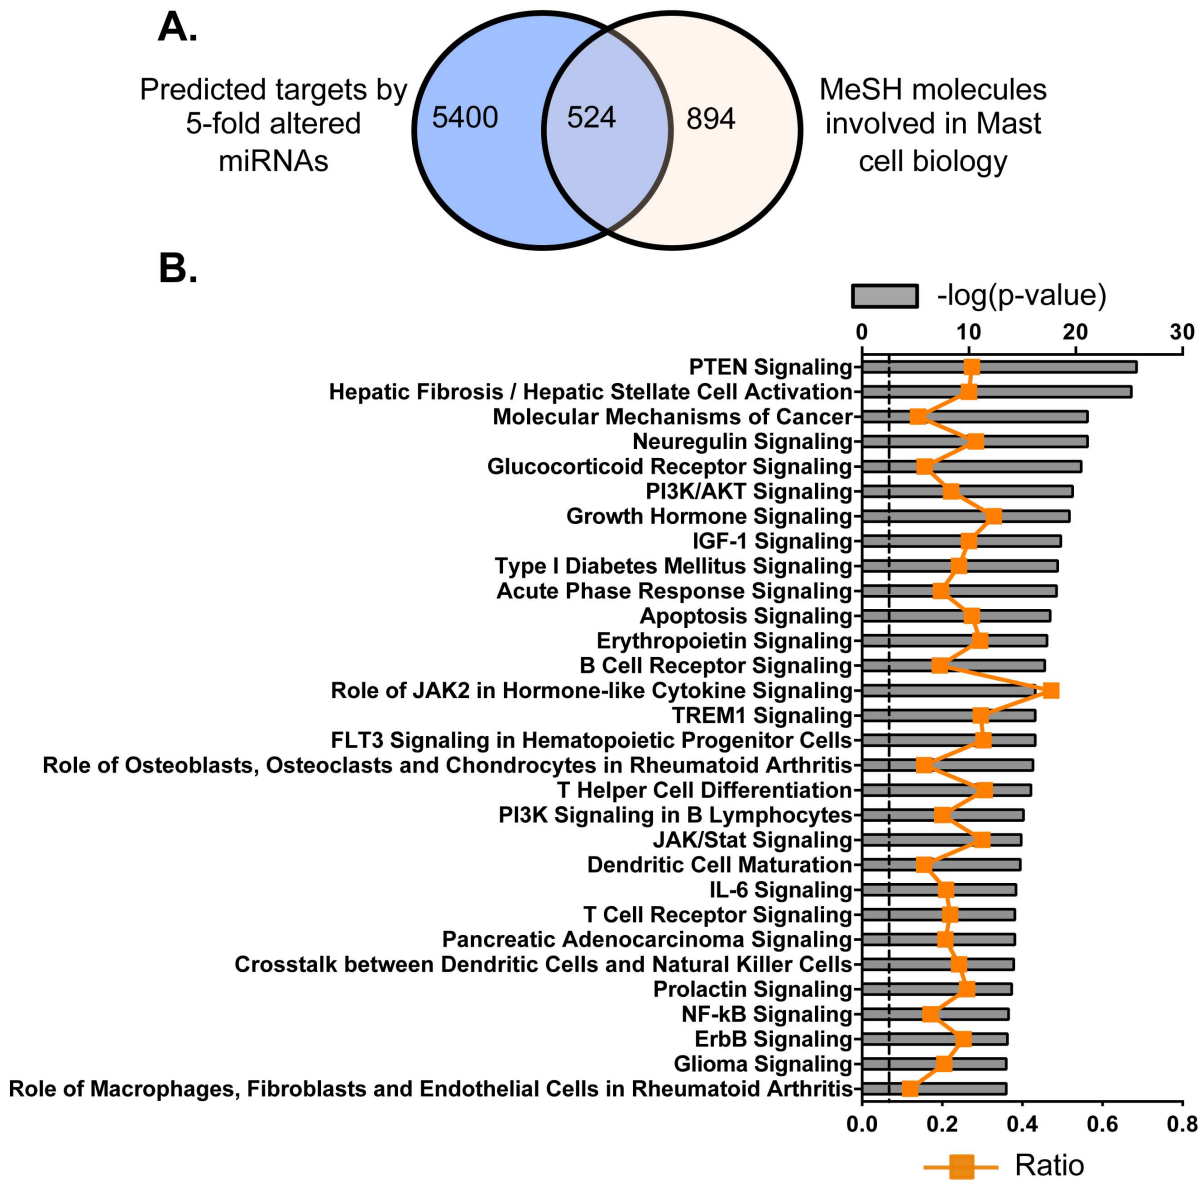 A.
Predicted targets by
5-fold altered
miRNAs
5400
524
894
MeSH molecules
involved in Mast
cell biology
B.
-log(p-value)
0 10 20 30
PTEN Signaling
Hepatic Fibrosis / Hepatic Stellate Cell Activation
Molecular Mechanisms of Cancer
Neuregulin Signaling
Glucocorticoid Receptor Signaling
PI3K/AKT Signaling
Growth Hormone Signaling
IGF-1 Signaling
Type I Diabetes Mellitus Signaling
Acute Phase Response Signaling
Apoptosis Signaling
Erythropoietin Signaling
B Cell Receptor Signaling
Role of JAK2 in Hormone-like Cytokine Signaling
TREM1 Signaling
FLT3 Signaling in Hematopoietic Progenitor Cells
Role of Osteoblasts, Osteoclasts and Chondrocytes in Rheumatoid Arthritis
T Helper Cell Differentiation
PI3K Signaling in B Lymphocytes
JAK/Stat Signaling
Dendritic Cell Maturation
IL-6 Signaling
T Cell Receptor Signaling
Pancreatic Adenocarcinoma Signaling
Crosstalk between Dendritic Cells and Natural Killer Cells
Prolactin Signaling
NF-kB Signaling
ErbB Signaling
Glioma Signaling
Role of Macrophages, Fibroblasts and Endothelial Cells in Rheumatoid Arthritis
0.0 0.2 0.4 0.6 0.8
Ratio